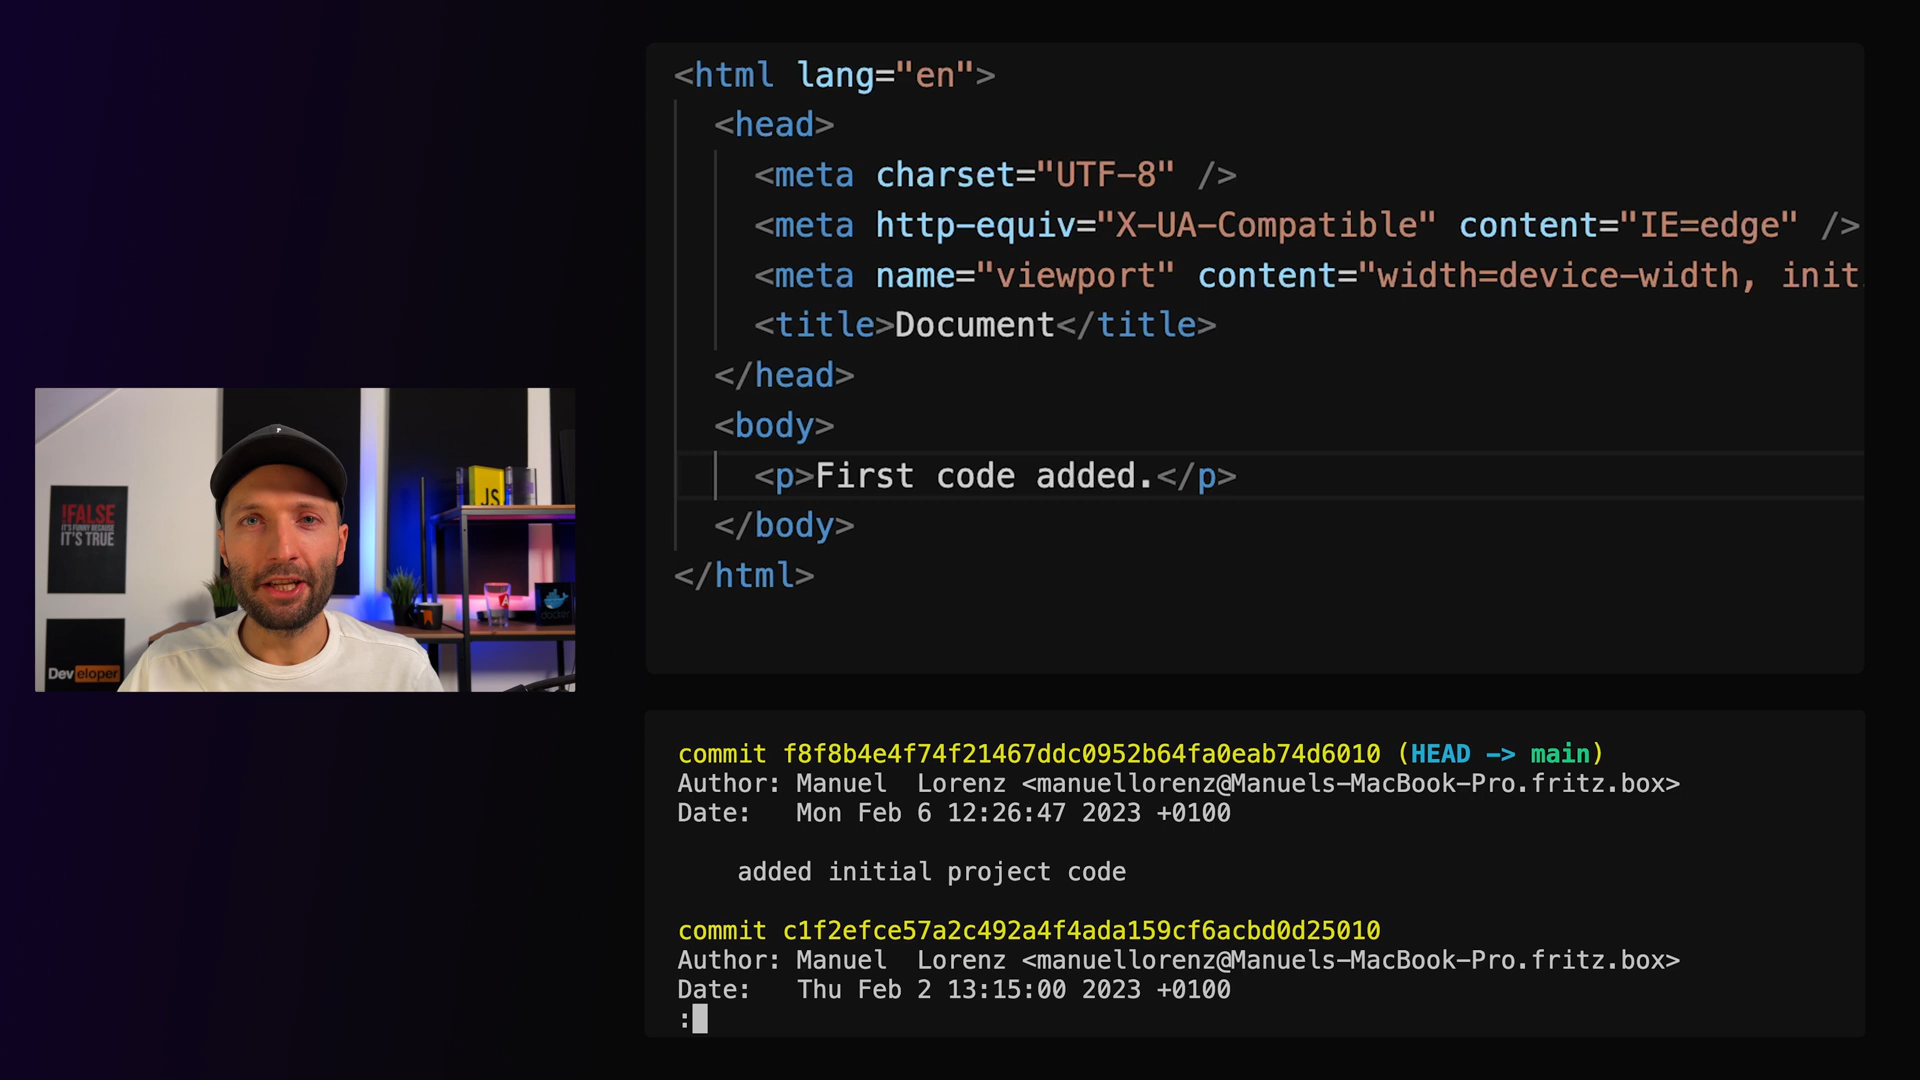 <html lang="en">
<head>
<meta charset="UTF-8" />
<meta http-equiv="X-UA-Compatible" content="IE=edge" />
<meta name="viewport" content="width=device-width, init
<title>Document</title>
</head>
<body>
<p>First code added.</p>
</body>
</html>
!FALSE
IT'S FUNNY BECAUSE
IT'S TRUE
JS
docker
Developer
commit f8f8b4e4f74f21467ddc0952b64fa0eab74d6010 (HEAD -> main)
Author: Manuel  Lorenz <manuellorenz@Manuels-MacBook-Pro.fritz.box>
Date:   Mon Feb 6 12:26:47 2023 +0100
added initial project code
commit c1f2efce57a2c492a4f4ada159cf6acbd0d25010
Author: Manuel  Lorenz <manuellorenz@Manuels-MacBook-Pro.fritz.box>
Date:   Thu Feb 2 13:15:00 2023 +0100
: